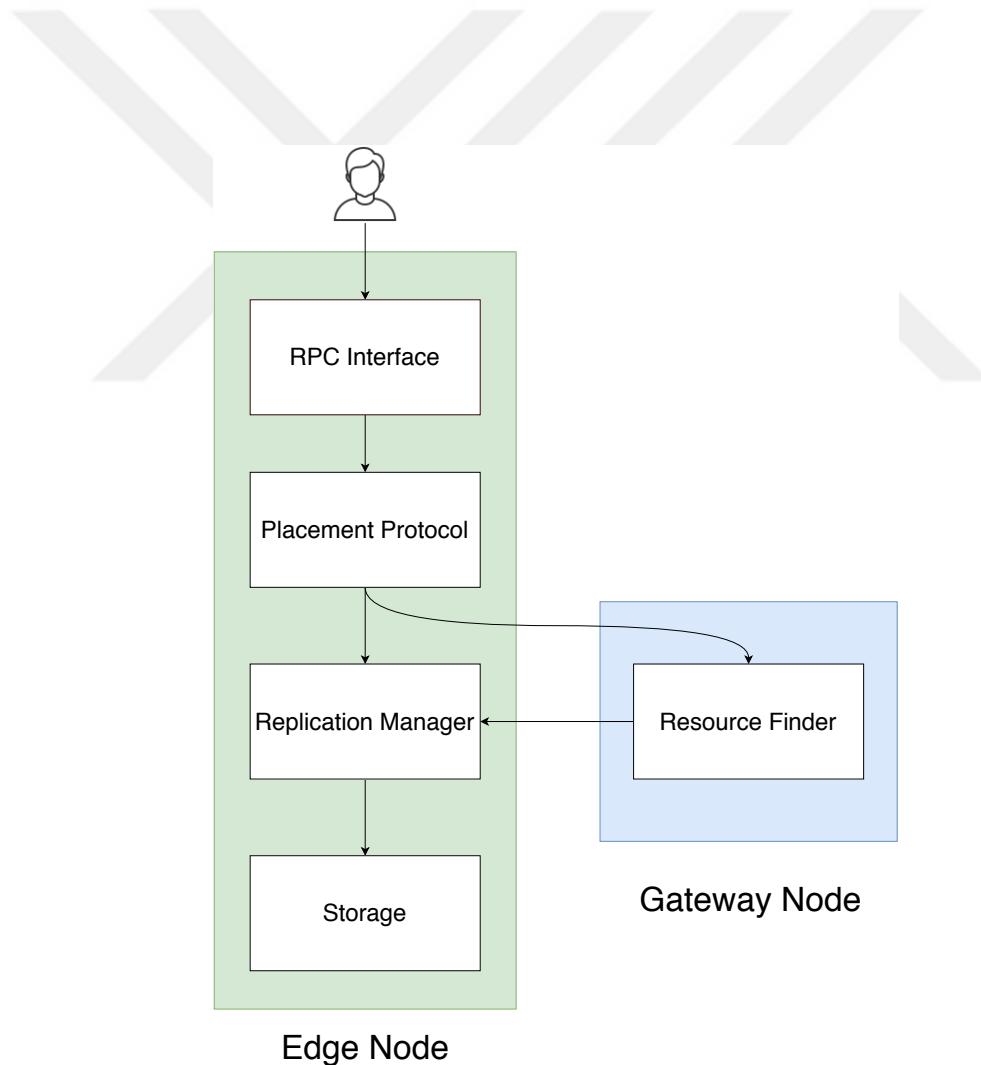 RPC Interface
Placement Protocol
Replication Manager
Resource Finder
Storage
Gateway Node
Edge Node